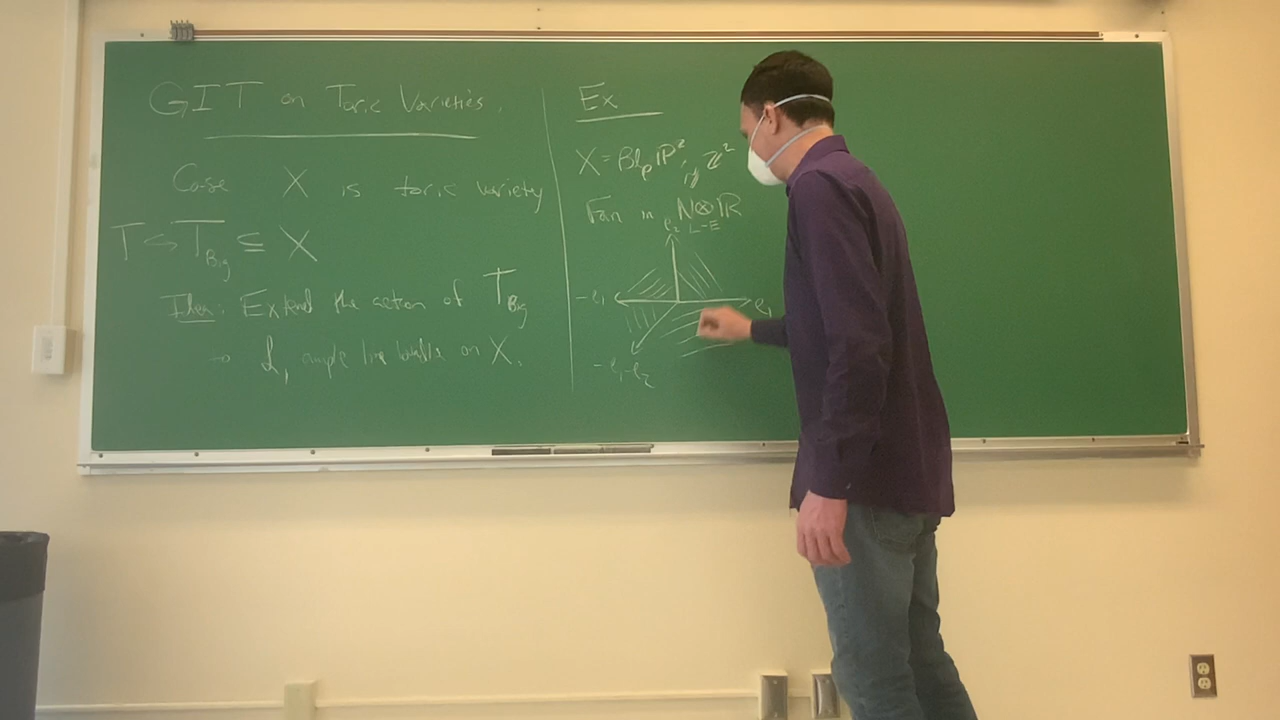 GIT on Toric Varieties.
Case X is toric variety
T ↪ T_Big ⊆ X
Idea: Extend the action of T_Big
→ L, ample line bundle on X.
Ex
X = Bl_p ℙ², ℤ²
Fan in N⊗ℝ
e₂ L-E
-e₁ e₁
-e₁-e₂